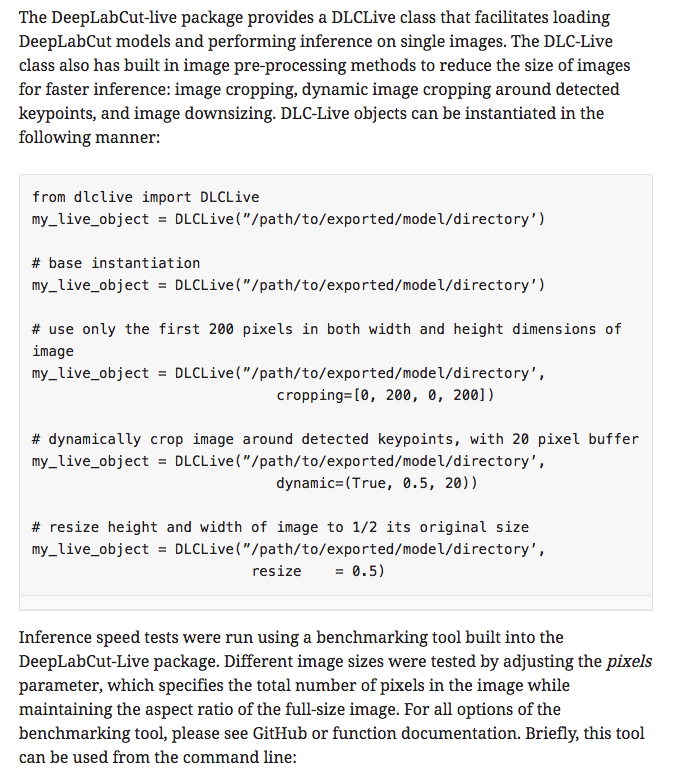 The DeepLabCut-live package provides a DLCLive class that facilitates loading
DeepLabCut models and performing inference on single images. The DLC-Live
class also has built in image pre-processing methods to reduce the size of images
for faster inference: image cropping, dynamic image cropping around detected
keypoints, and image downsizing. DLC-Live objects can be instantiated in the
following manner:
from dlclive import DLCLive
my_live_object = DLCLive("/path/to/exported/model/directory’)
# base instantiation
my_live_object = DLCLive("/path/to/exported/model/directory’)
# use only the first 200 pixels in both width and height dimensions of
image
my_live_object = DLCLive("/path/to/exported/model/directory’,
cropping=[0, 200, 0, 200])
# dynamically crop image around detected keypoints, with 20 pixel buffer
my_live_object = DLCLive("/path/to/exported/model/directory’,
dynamic=(True, 0.5, 20))
# resize height and width of image to 1/2 its original size
my_live_object = DLCLive("/path/to/exported/model/directory’,
resize    = 0.5)
Inference speed tests were run using a benchmarking tool built into the
DeepLabCut-Live package. Different image sizes were tested by adjusting the pixels
parameter, which specifies the total number of pixels in the image while
maintaining the aspect ratio of the full-size image. For all options of the
benchmarking tool, please see GitHub or function documentation. Briefly, this tool
can be used from the command line: